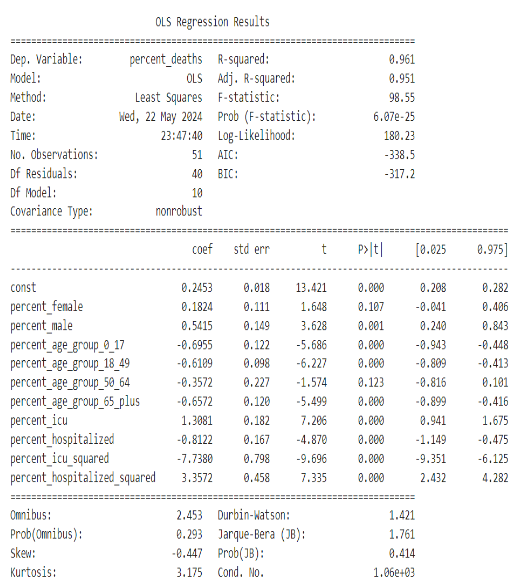 OLS Regression Results
==============================================================================
Dep. Variable: percent_deaths R-squared: 0.961
Model: OLS Adj. R-squared: 0.951
Method: Least Squares F-statistic: 98.55
Date: Wed, 22 May 2024 Prob (F-statistic): 6.07e-25
Time: 23:47:40 Log-Likelihood: 180.23
No. Observations: 51 AIC: -338.5
Df Residuals: 40 BIC: -317.2
Df Model: 10
Covariance Type: nonrobust
================================================================================================
coef std err t P>|t| [0.025 0.975]
------------------------------------------------------------------------------------------------
const 0.2453 0.018 13.421 0.000 0.208 0.282
percent_female 0.1824 0.111 1.648 0.107 -0.041 0.406
percent_male 0.5415 0.149 3.628 0.001 0.240 0.843
percent_age_group_0_17 -0.6955 0.122 -5.686 0.000 -0.943 -0.448
percent_age_group_18_49 -0.6109 0.098 -6.227 0.000 -0.809 -0.413
percent_age_group_50_64 -0.3572 0.227 -1.574 0.123 -0.816 0.101
percent_age_group_65_plus -0.6572 0.120 -5.499 0.000 -0.899 -0.416
percent_icu 1.3081 0.182 7.206 0.000 0.941 1.675
percent_hospitalized -0.8122 0.167 -4.870 0.000 -1.149 -0.475
percent_icu_squared -7.7380 0.798 -9.696 0.000 -9.351 -6.125
percent_hospitalized_squared 3.3572 0.458 7.335 0.000 2.432 4.282
==============================================================================
Omnibus: 2.453 Durbin-Watson: 1.421
Prob(Omnibus): 0.293 Jarque-Bera (JB): 1.761
Skew: -0.447 Prob(JB): 0.414
Kurtosis: 3.175 Cond. No. 1.06e+03